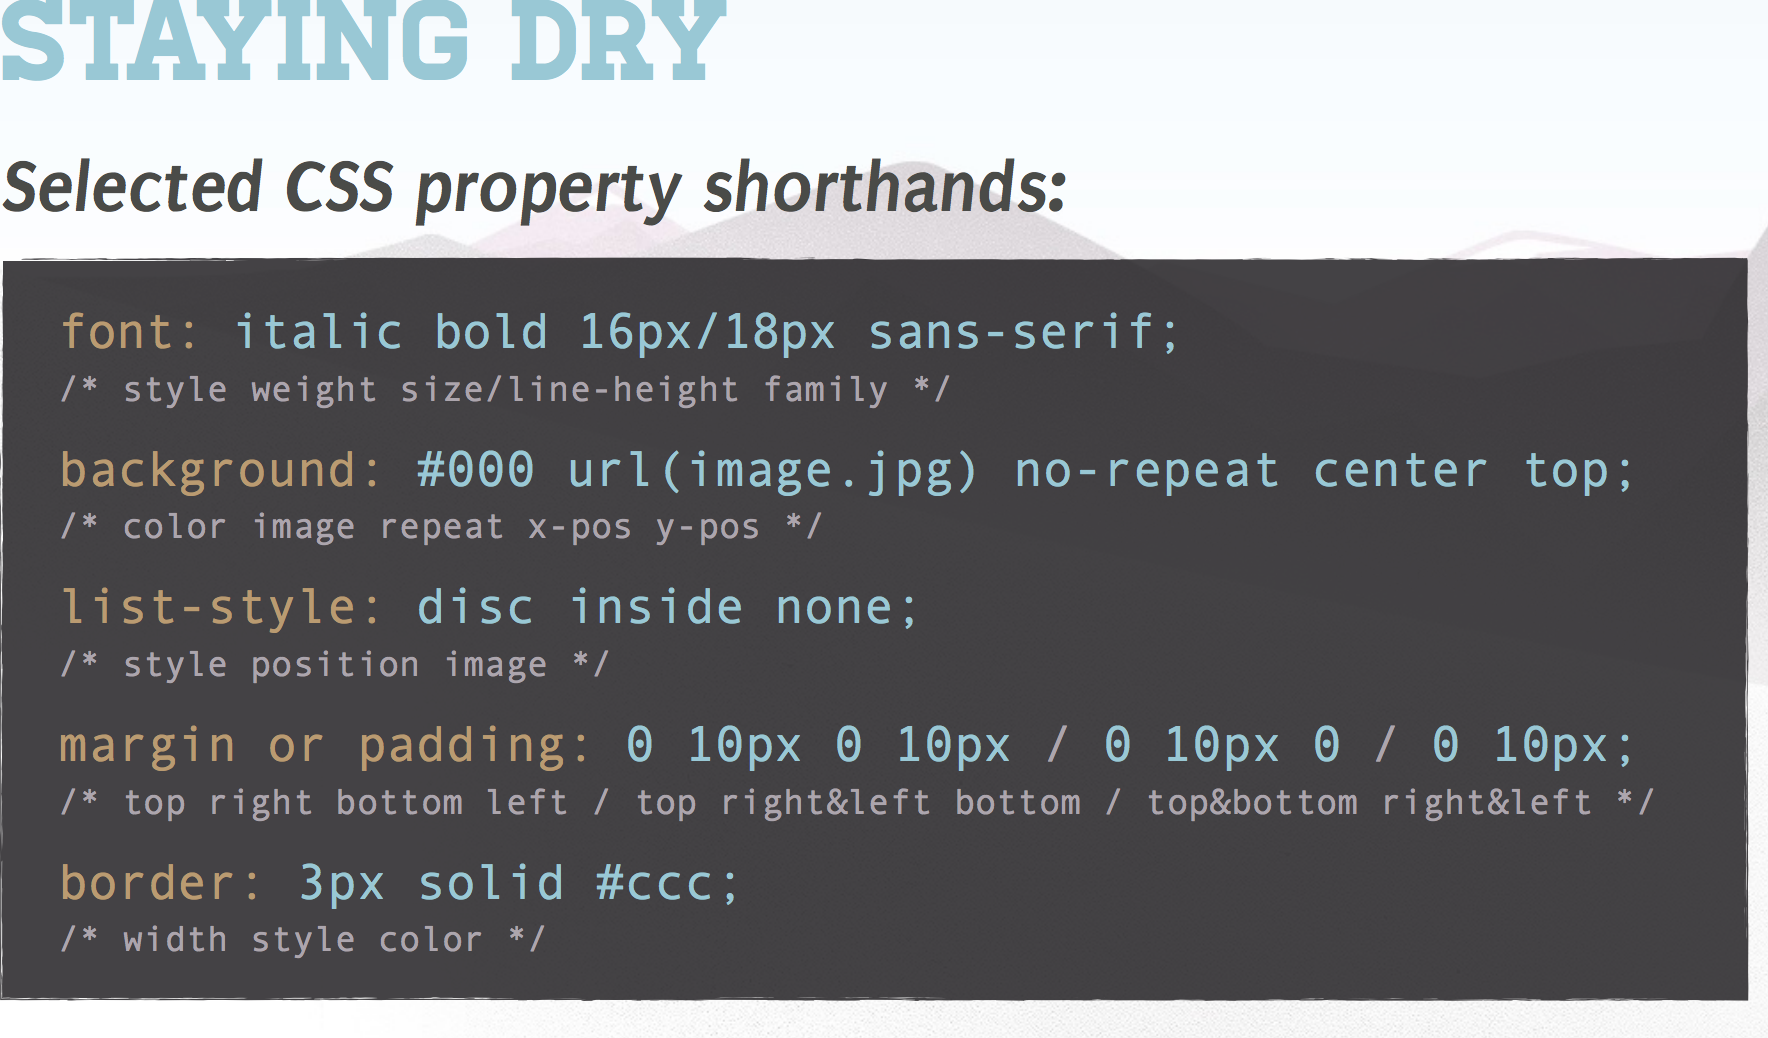 STAYING DRY
Selected CSS property shorthands:
font: italic bold 16px/18px sans-serif;
/* style weight size/line-height family */
background: #000 url(image.jpg) no-repeat center top;
/* color image repeat x-pos y-pos */
list-style: disc inside none;
/* style position image */
margin or padding: 0 10px 0 10px / 0 10px 0 / 0 10px;
/* top right bottom left / top right&left bottom / top&bottom right&left */
border: 3px solid #ccc;
/* width style color */